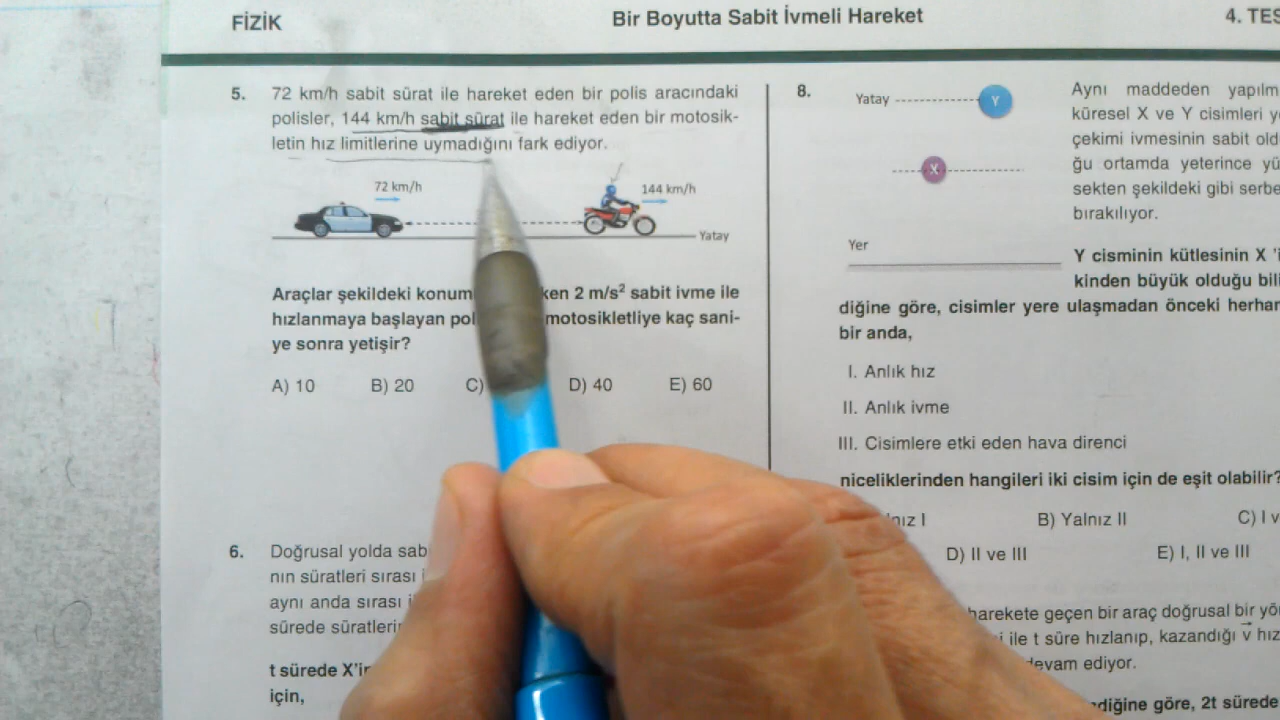 FİZİK
Bir Boyutta Sabit İvmeli Hareket
4. TES
5. 72 km/h sabit sürat ile hareket eden bir polis aracındaki
polisler, 144 km/h sabit sürat ile hareket eden bir motosik-
letin hız limitlerine uymadığını fark ediyor.
72 km/h
144 km/h
Yatay
Araçlar şekildeki konum ken 2 m/s² sabit ivme ile
hızlanmaya başlayan pol motosikletliye kaç sani-
ye sonra yetişir?
A) 10 B) 20 C) D) 40 E) 60
6. Doğrusal yolda sab
nın süratleri sırası
aynı anda sırası
sürede süratleri
t sürede X'in
için,
8. Yatay
Y
X
Yer
Aynı maddeden yapılm
küresel X ve Y cisimleri y
çekimi ivmesinin sabit old
ğu ortamda yeterince yü
sekten şekildeki gibi serbe
bırakılıyor.
Y cisminin kütlesinin X 'i
kinden büyük olduğu bili
diğine göre, cisimler yere ulaşmadan önceki herhan
bir anda,
I. Anlık hız
II. Anlık ivme
III. Cisimlere etki eden hava direnci
niceliklerinden hangileri iki cisim için de eşit olabilir?
lnız I B) Yalnız II C) I v
D) II ve III E) I, II ve III
harekete geçen bir araç doğrusal bir yö
i ile t süre hızlanıp, kazandığı v hız
devam ediyor.
diğine göre, 2t sürede